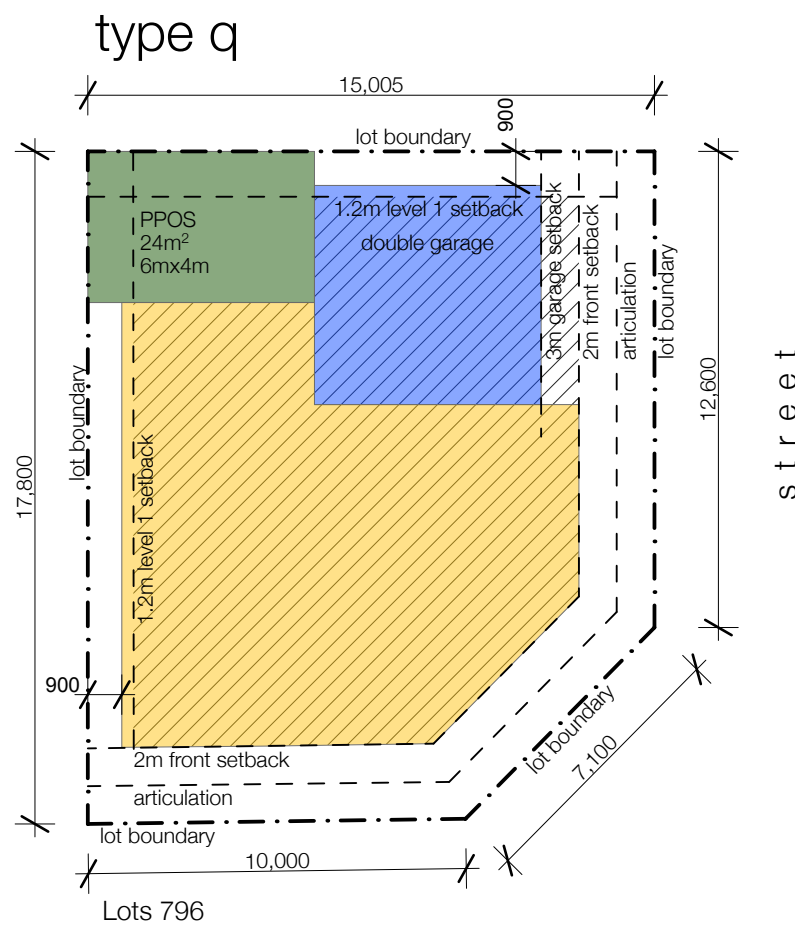 type q
15,005
900
lot boundary
PPOS
24m²
6mx4m
1.2m level 1 setback
double garage
3m garage setback
2m front setback
articulation
lot boundary
street
12,600
lot boundary
17,800
1.2m level 1 setback
900
2m front setback
articulation
lot boundary
lot boundary
7,100
10,000
Lots 796